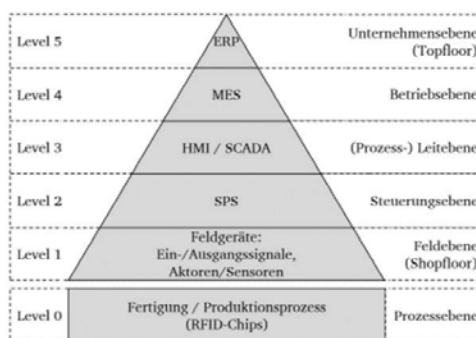 Level 5 ERP Unternehmensebene
(Topfloor)
Level 4 MES Betriebsebene
Level 3 HMI / SCADA (Prozess-) Leitebene
Level 2 SPS Steuerungsebene
Level 1 Feldgeräte:
Ein-/Ausgangssignale,
Aktoren/Sensoren
Feldebene
(Shopfloor)
Level 0 Fertigung / Produktionsprozess
(RFID-Chips)
Prozessebene